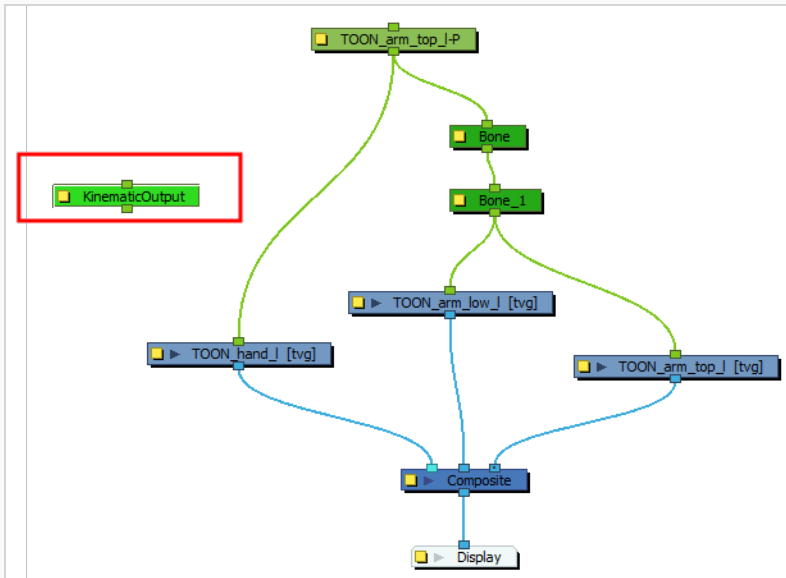 TOON_arm_top_l-P
Bone
KinematicOutput
Bone_1
TOON_arm_low_l [tvg]
TOON_hand_l [tvg]
TOON_arm_top_l [tvg]
Composite
Display